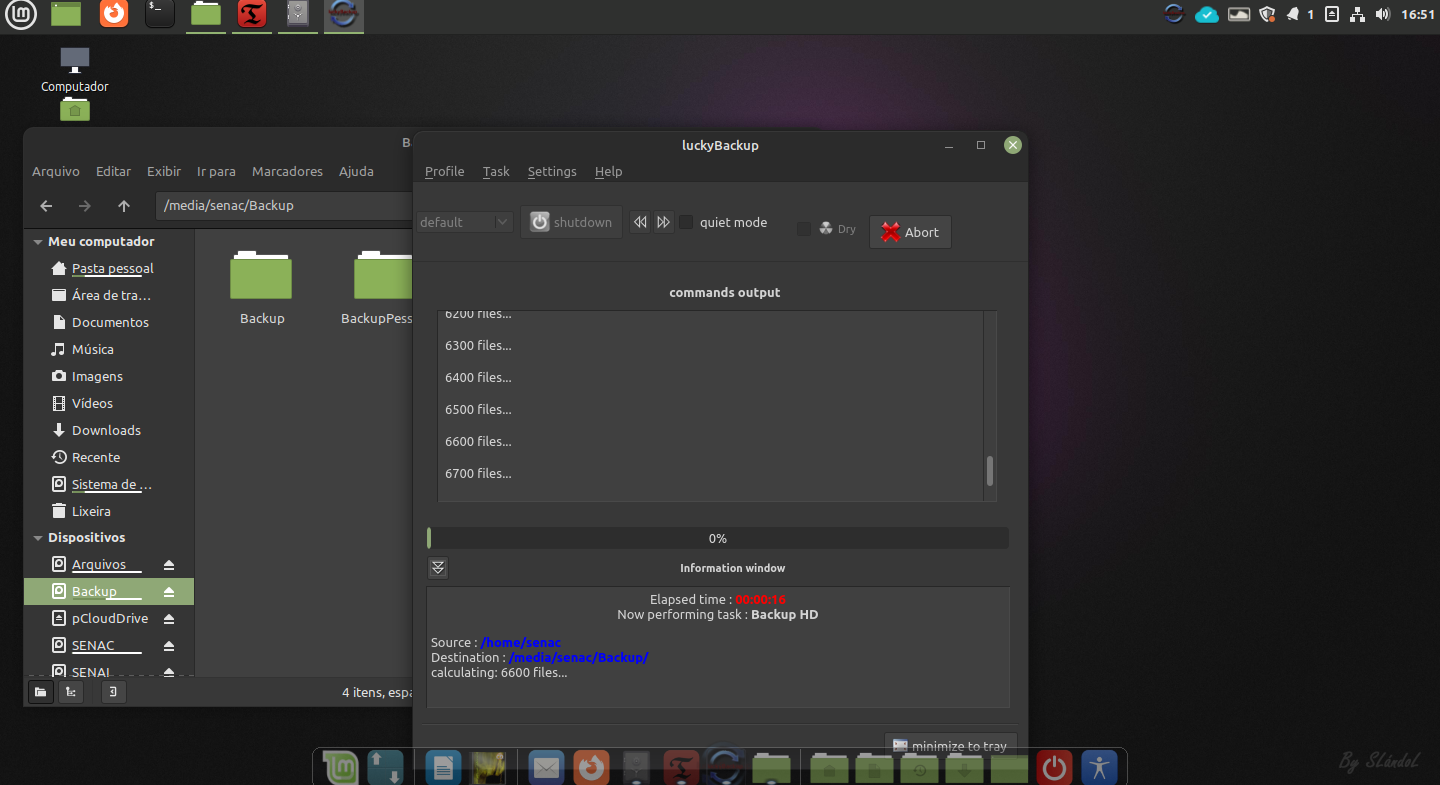 >_
1
16:51
Computador
Arquivo Editar Exibir Ir para Marcadores Ajuda
/media/senac/Backup
Meu computador
Pasta pessoal
Área de tra...
Documentos
Música
Imagens
Vídeos
Downloads
Recente
Sistema de ...
Lixeira
Dispositivos
Arquivos
Backup
pCloudDrive
SENAC
SENAI
Backup
BackupPess
4 itens, espa
luckyBackup
Profile Task Settings Help
default
shutdown
quiet mode
Dry
Abort
commands output
6200 files...
6300 files...
6400 files...
6500 files...
6600 files...
6700 files...
0%
Information window
Elapsed time : 00:00:16
Now performing task : Backup HD
Source : /home/senac
Destination : /media/senac/Backup/
calculating: 6600 files...
minimize to tray
By SLándoL